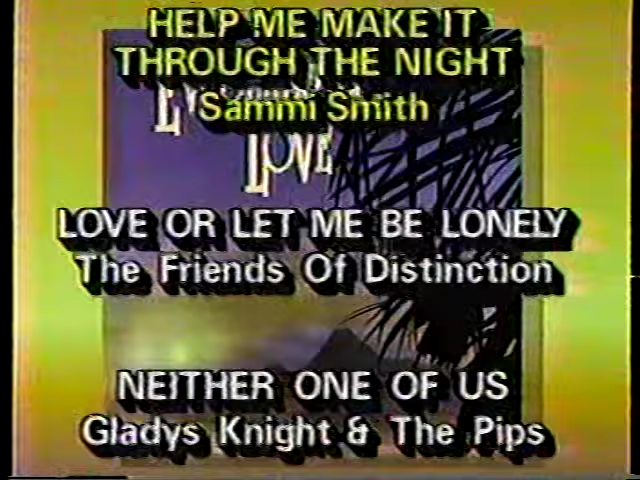 HELP ME MAKE IT
THROUGH THE NIGHT
Sammi Smith
LOVE
LOVE OR LET ME BE LONELY
The Friends Of Distinction
NEITHER ONE OF US
Gladys Knight & The Pips